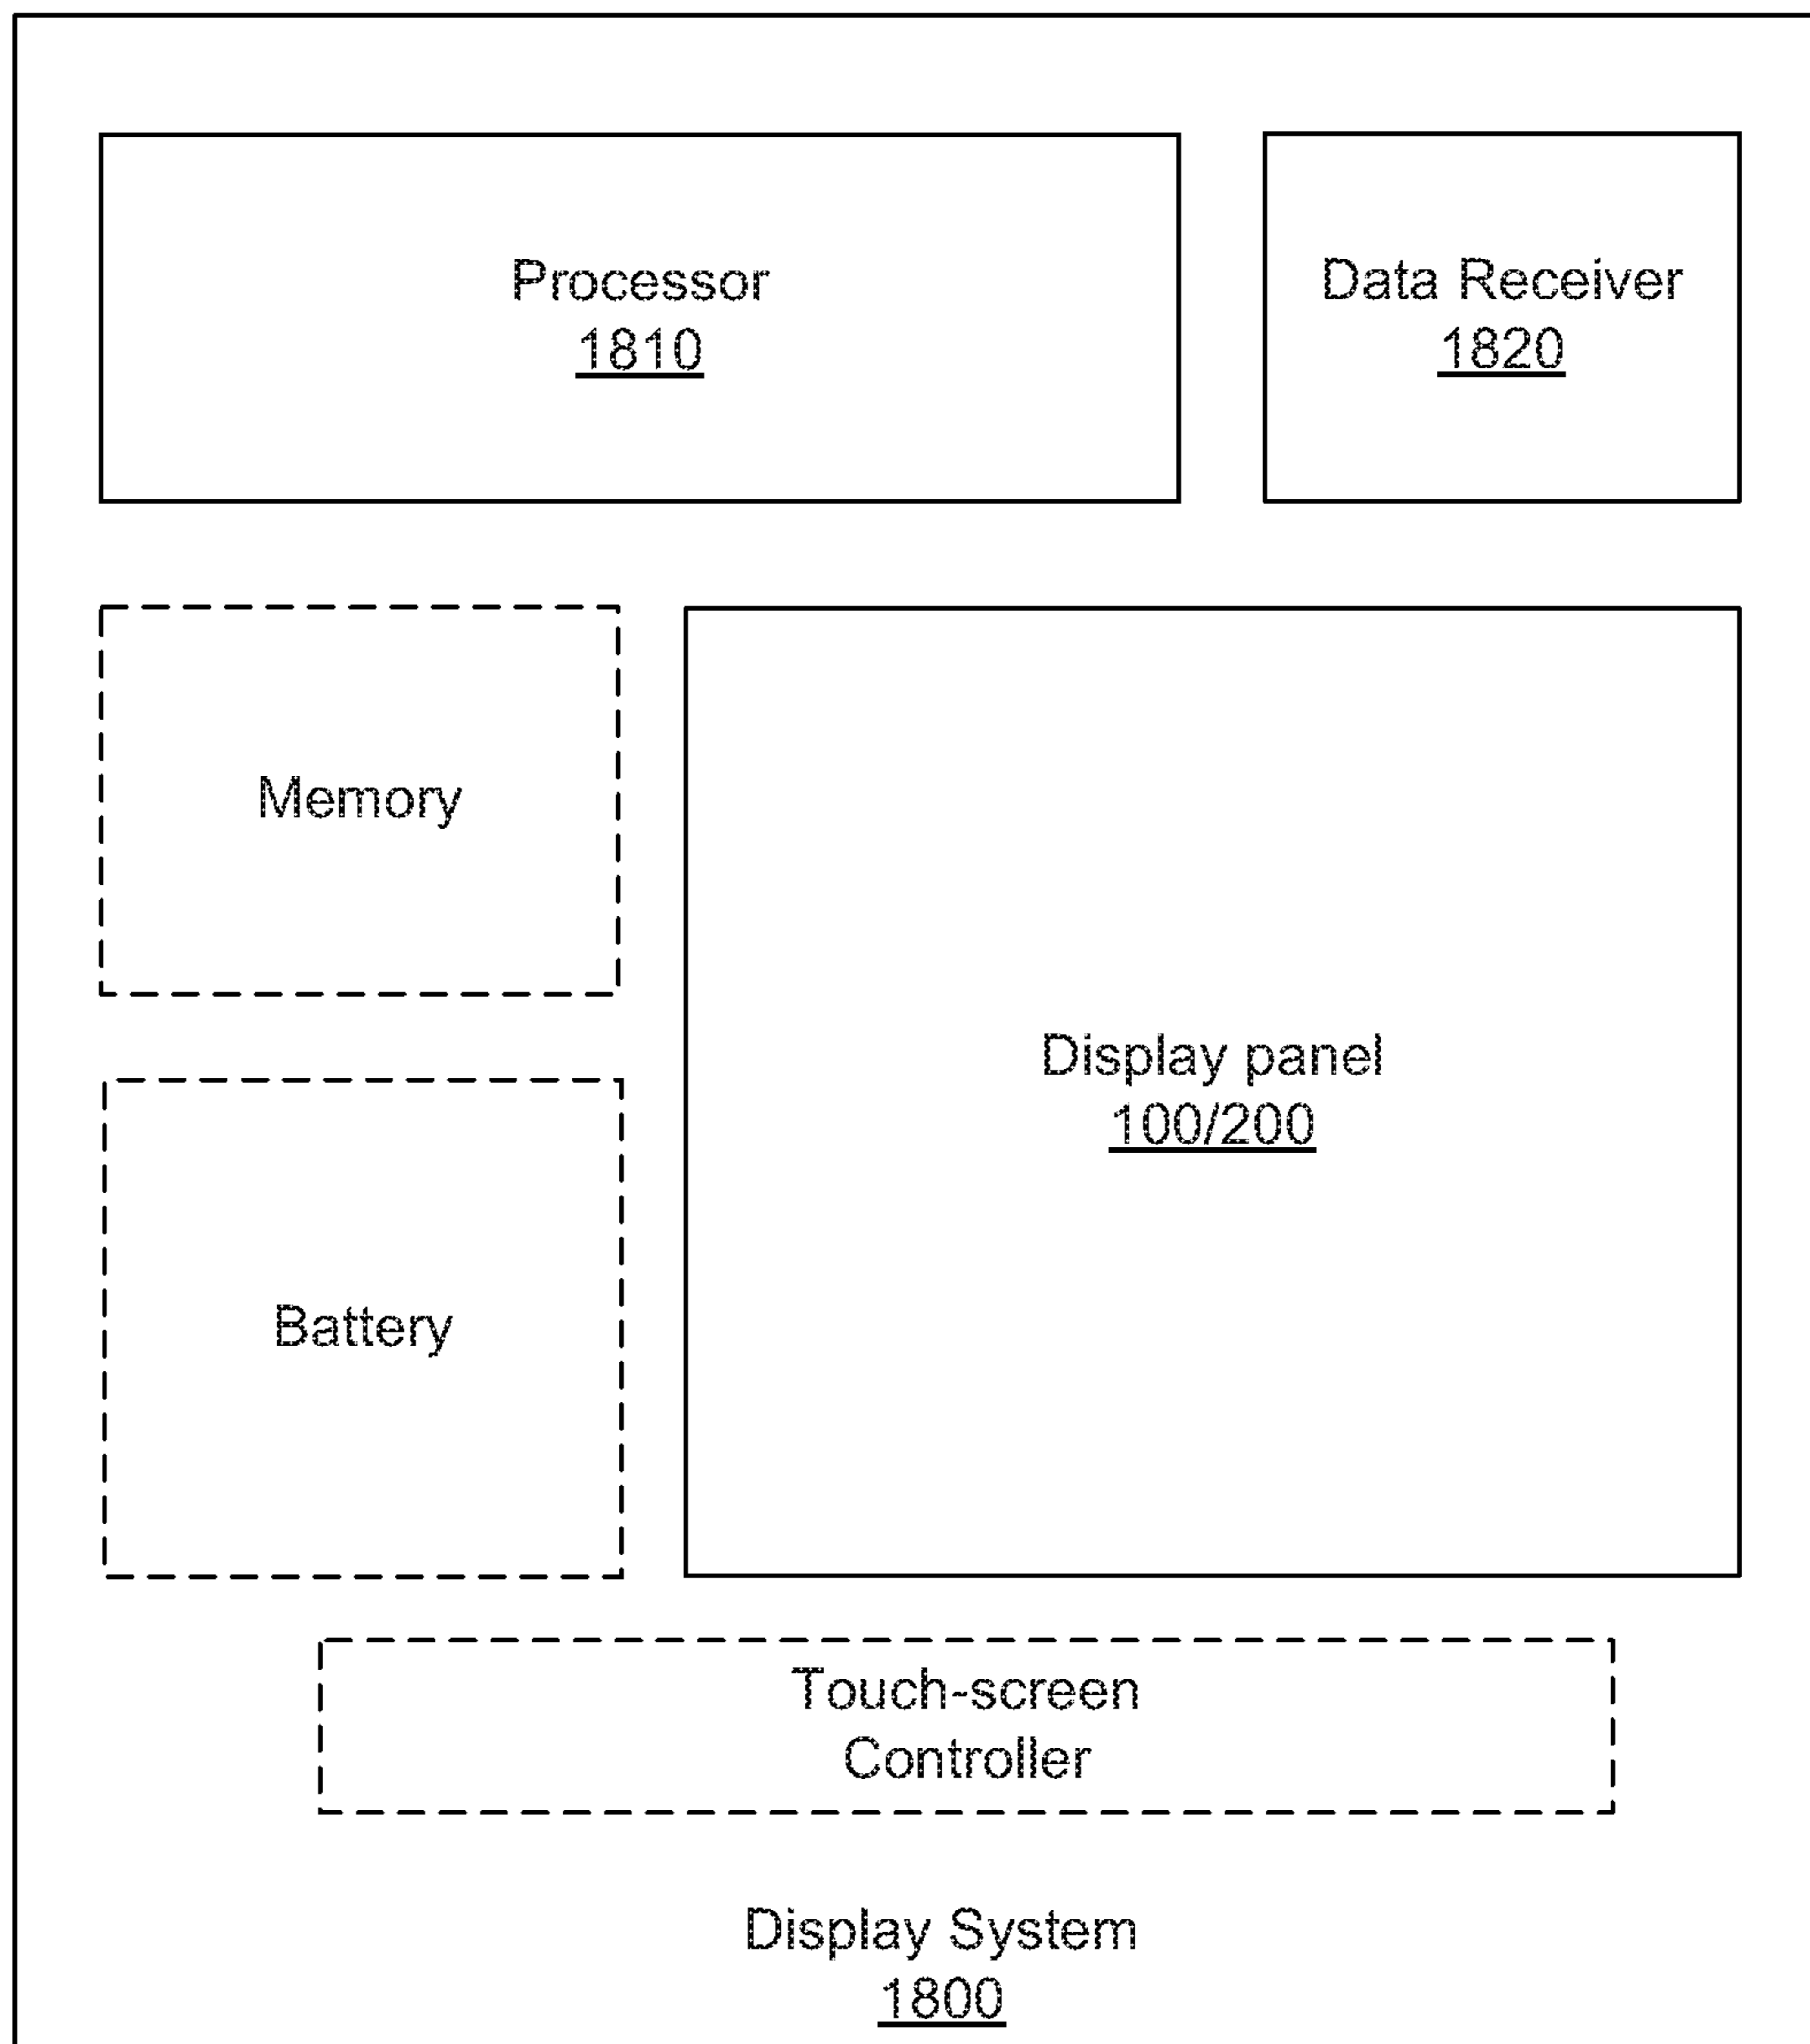 Processor
1810
Data Receiver
1820
Memory
Display panel
100/200
Battery
Touch-screen
Controller
Display System
1800